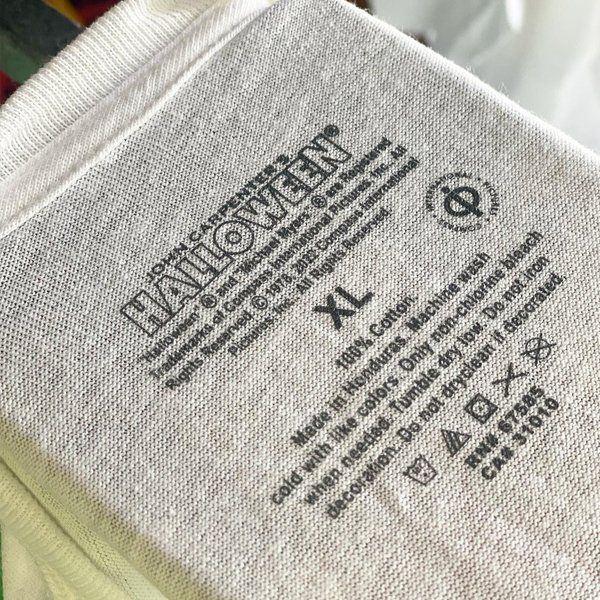 JOHN CARPENTER'S
HALLOWEEN®
"Halloween" ® and "Michael Myers" ® are Registered
Trademarks of Compass International Pictures, Inc. All
Rights Reserved © 1978, Compass International
Pictures, Inc. All Rights Reserved.
XL
100% Cotton.
Made in Honduras. Machine wash
cold with like colors. Only non-chlorine bleach
when needed. Tumble dry low. Do not iron
decoration. Do not dryclean if decorated.
RN# 67505
CA# 31010